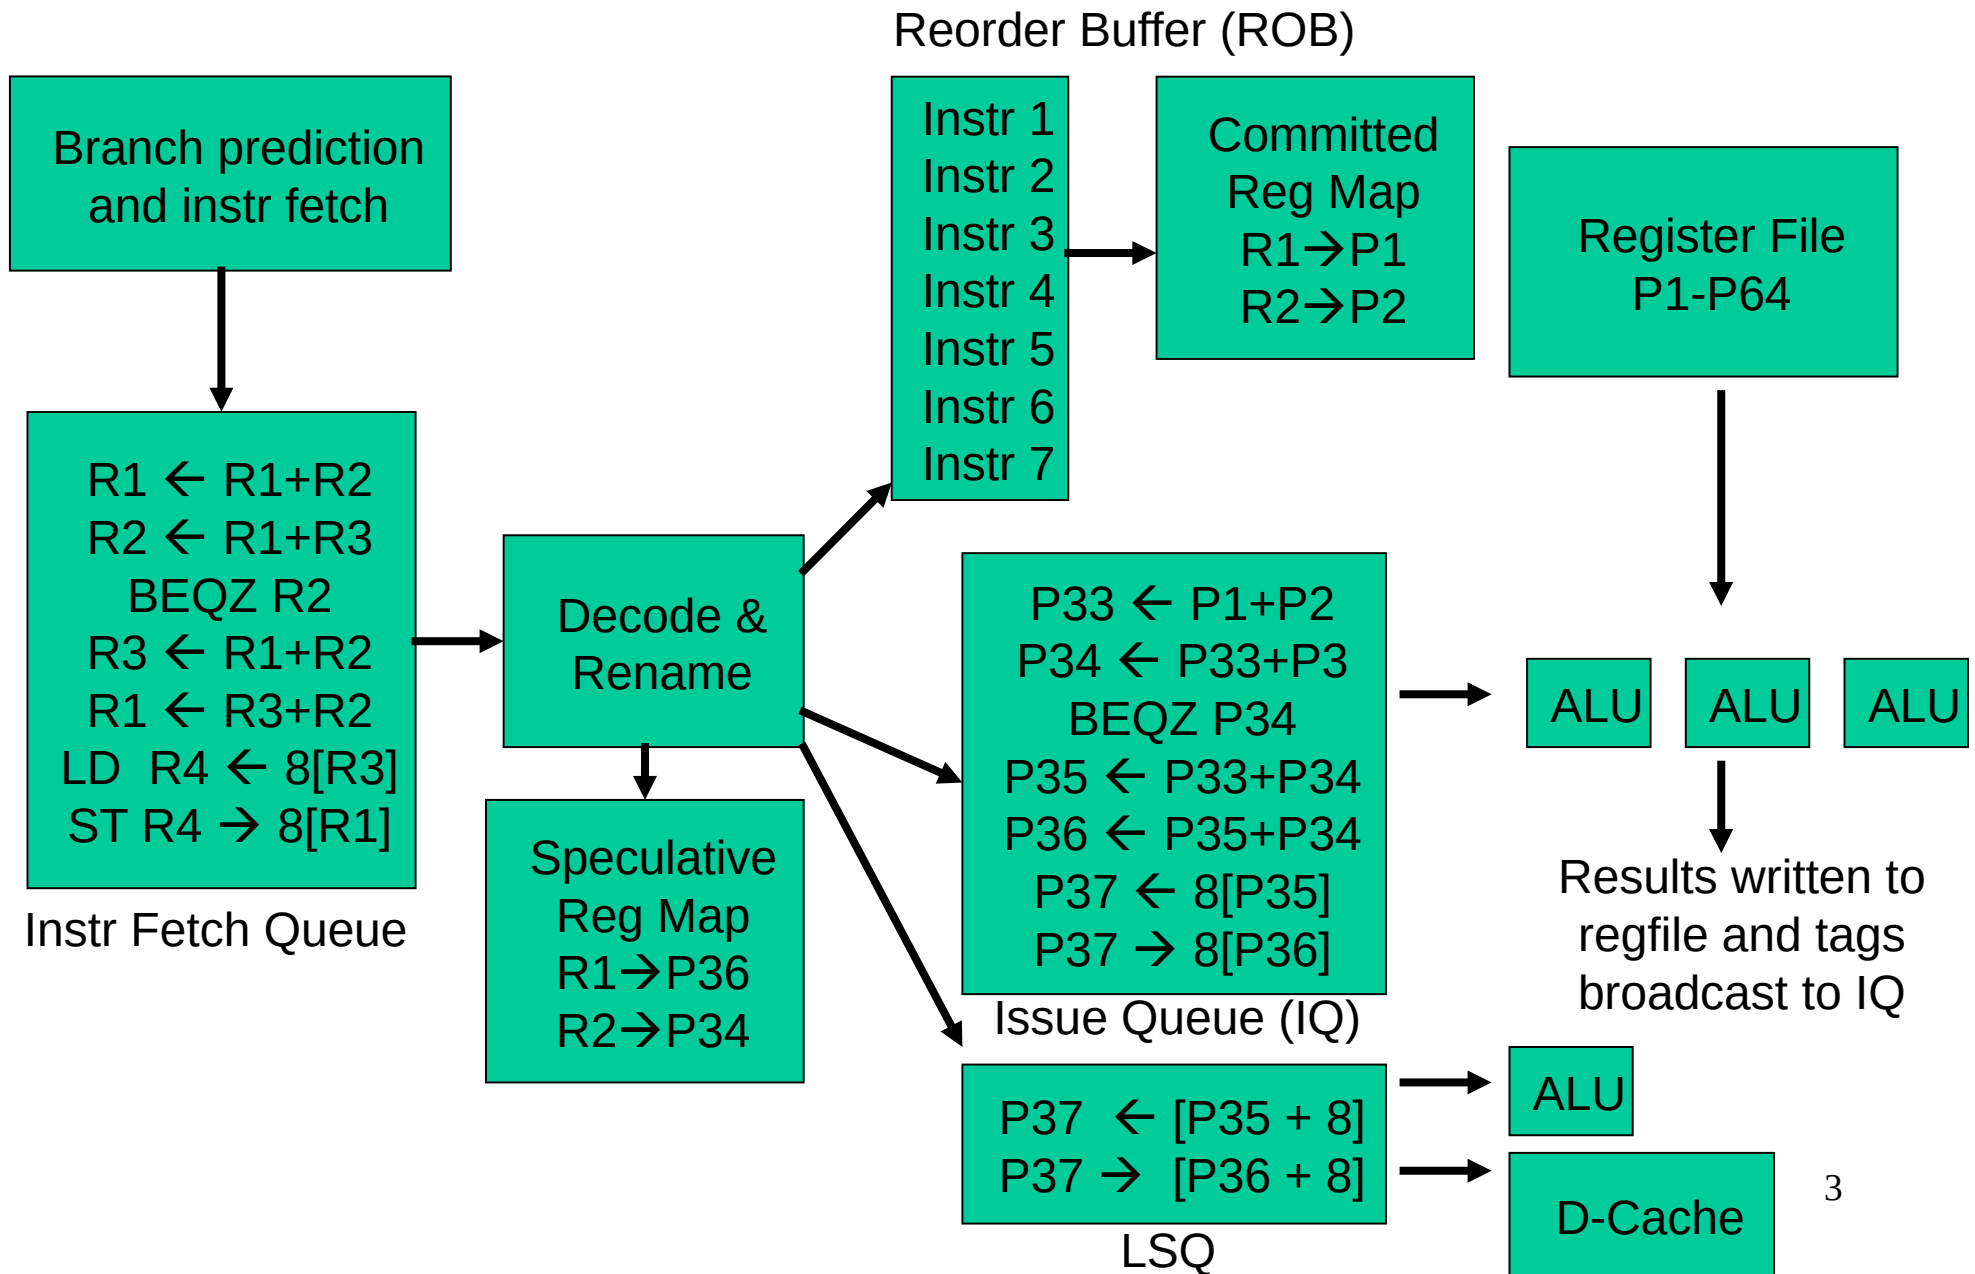 Reorder Buffer (ROB)
Branch prediction
and instr fetch
Instr 1
Instr 2
Instr 3
Instr 4
Instr 5
Instr 6
Instr 7
Committed
Reg Map
R1→P1
R2→P2
Register File
P1-P64
R1 ← R1+R2
R2 ← R1+R3
BEQZ R2
R3 ← R1+R2
R1 ← R3+R2
LD R4 ← 8[R3]
ST R4 → 8[R1]
Instr Fetch Queue
Decode &
Rename
Speculative
Reg Map
R1→P36
R2→P34
P33 ← P1+P2
P34 ← P33+P3
BEQZ P34
P35 ← P33+P34
P36 ← P35+P34
P37 ← 8[P35]
P37 → 8[P36]
Issue Queue (IQ)
ALU
ALU
ALU
Results written to
regfile and tags
broadcast to IQ
P37 ← [P35 + 8]
P37 → [P36 + 8]
LSQ
ALU
D-Cache
3